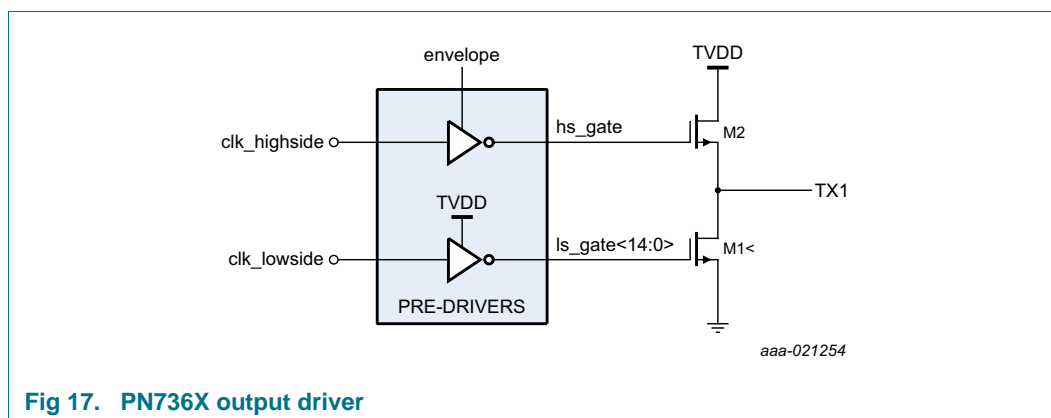 envelope
TVDD
clk_highside
hs_gate
M2
TX1
TVDD
clk_lowside
ls_gate<14:0>
M1<
PRE-DRIVERS
aaa-021254
Fig 17. PN736X output driver